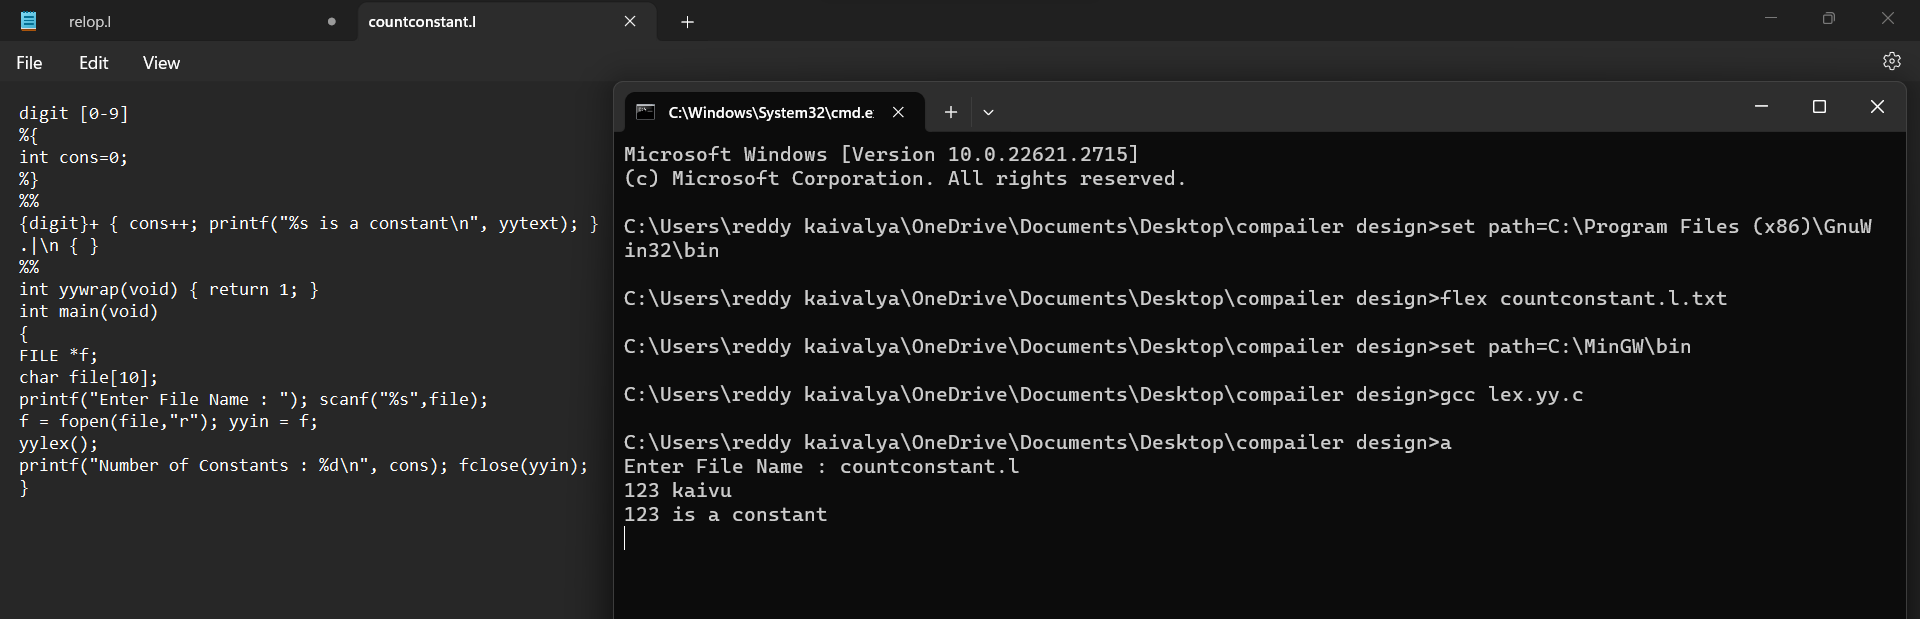 relop.l
countconstant.l
File Edit View
digit [0-9]
%{
int cons=0;
%}
%%
{digit}+ { cons++; printf("%s is a constant\n", yytext); }
.|\n { }
%%
int yywrap(void) { return 1; }
int main(void)
{
FILE *f;
char file[10];
printf("Enter File Name : "); scanf("%s",file);
f = fopen(file,"r"); yyin = f;
yylex();
printf("Number of Constants : %d\n", cons); fclose(yyin);
}
C:\Windows\System32\cmd.e
Microsoft Windows [Version 10.0.22621.2715]
(c) Microsoft Corporation. All rights reserved.
C:\Users\reddy kaivalya\OneDrive\Documents\Desktop\compailer design>set path=C:\Program Files (x86)\GnuW
in32\bin
C:\Users\reddy kaivalya\OneDrive\Documents\Desktop\compailer design>flex countconstant.l.txt
C:\Users\reddy kaivalya\OneDrive\Documents\Desktop\compailer design>set path=C:\MinGW\bin
C:\Users\reddy kaivalya\OneDrive\Documents\Desktop\compailer design>gcc lex.yy.c
C:\Users\reddy kaivalya\OneDrive\Documents\Desktop\compailer design>a
Enter File Name : countconstant.l
123 kaivu
123 is a constant